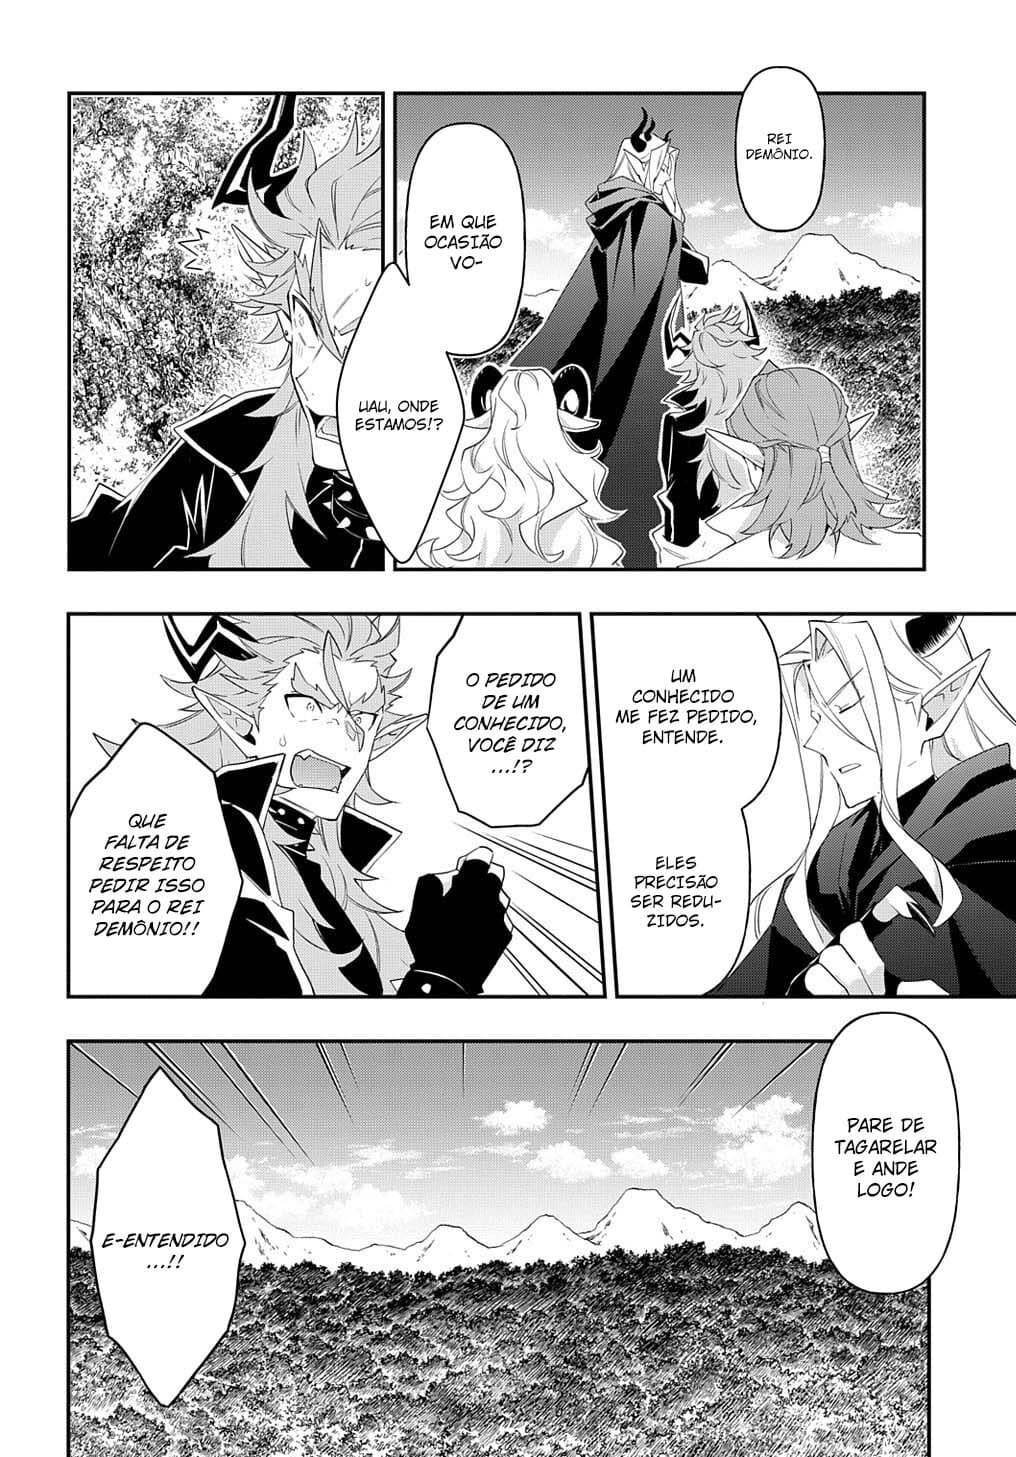 REI
DEMÔNIO.
EM QUE
OCASIÃO
VO-
UAU, ONDE
ESTAMOS!?
UM
CONHECIDO
ME FEZ PEDIDO,
ENTENDE.
ELES
PRECISÃO
SER REDU-
ZIDOS.
O PEDIDO
DE UM
CONHECIDO,
VOCÊ DIZ
...!?
QUE
FALTA DE
RESPEITO
PEDIR ISSO
PARA O REI
DEMÔNIO!!
PARE DE
TAGARELAR
E ANDE
LOGO!
E-ENTENDIDO
...!!